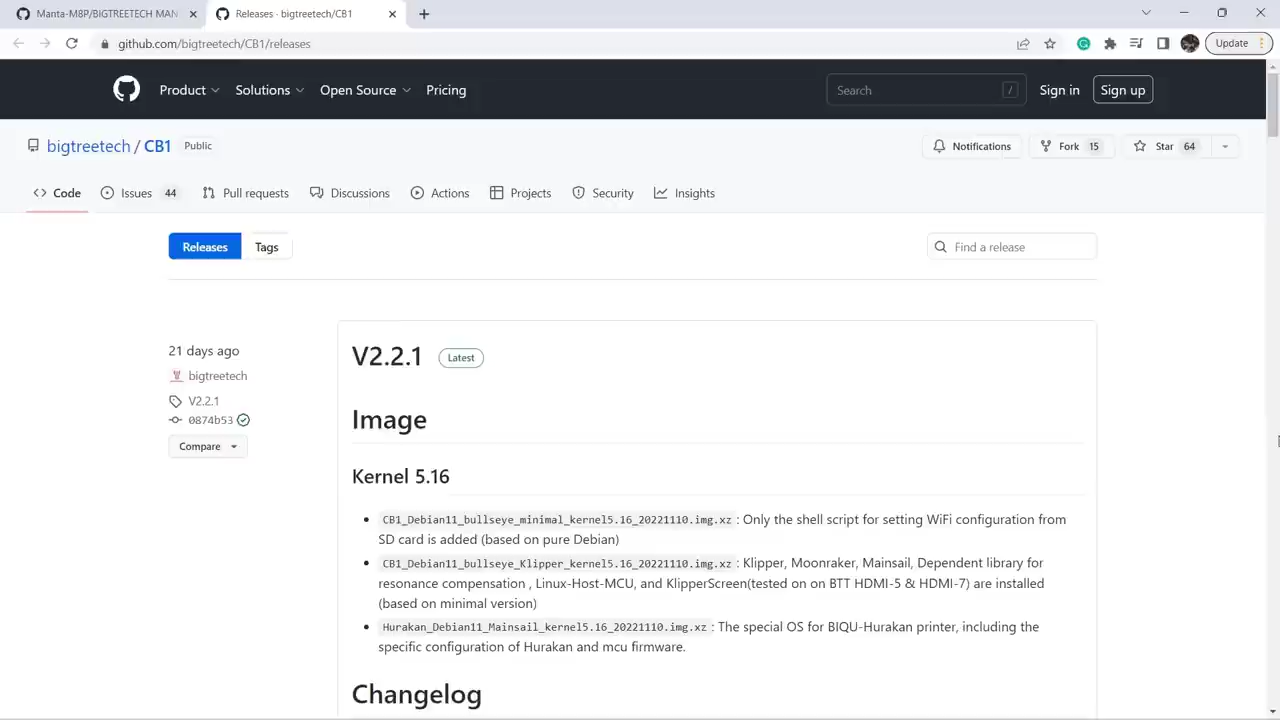 Manta-M8P/BIGTREETECH MAN
Releases · bigtreetech/CB1
github.com/bigtreetech/CB1/releases
Update
Product
Solutions
Open Source
Pricing
Search
/
Sign in
Sign up
bigtreetech / CB1
Public
Notifications
Fork 15
Star 64
Code
Issues 44
Pull requests
Discussions
Actions
Projects
Security
Insights
Releases
Tags
Find a release
21 days ago
bigtreetech
V2.2.1
0874b53
Compare
V2.2.1 Latest
Image
Kernel 5.16
CB1_Debian11_bullseye_minimal_kernel5.16_20221110.img.xz : Only the shell script for setting WiFi configuration from
SD card is added (based on pure Debian)
CB1_Debian11_bullseye_Klipper_kernel5.16_20221110.img.xz : Klipper, Moonraker, Mainsail, Dependent library for
resonance compensation , Linux-Host-MCU, and KlipperScreen(tested on on BTT HDMI-5 & HDMI-7) are installed
(based on minimal version)
Hurakan_Debian11_Mainsail_kernel5.16_20221110.img.xz : The special OS for BIQU-Hurakan printer, including the
specific configuration of Hurakan and mcu firmware.
Changelog